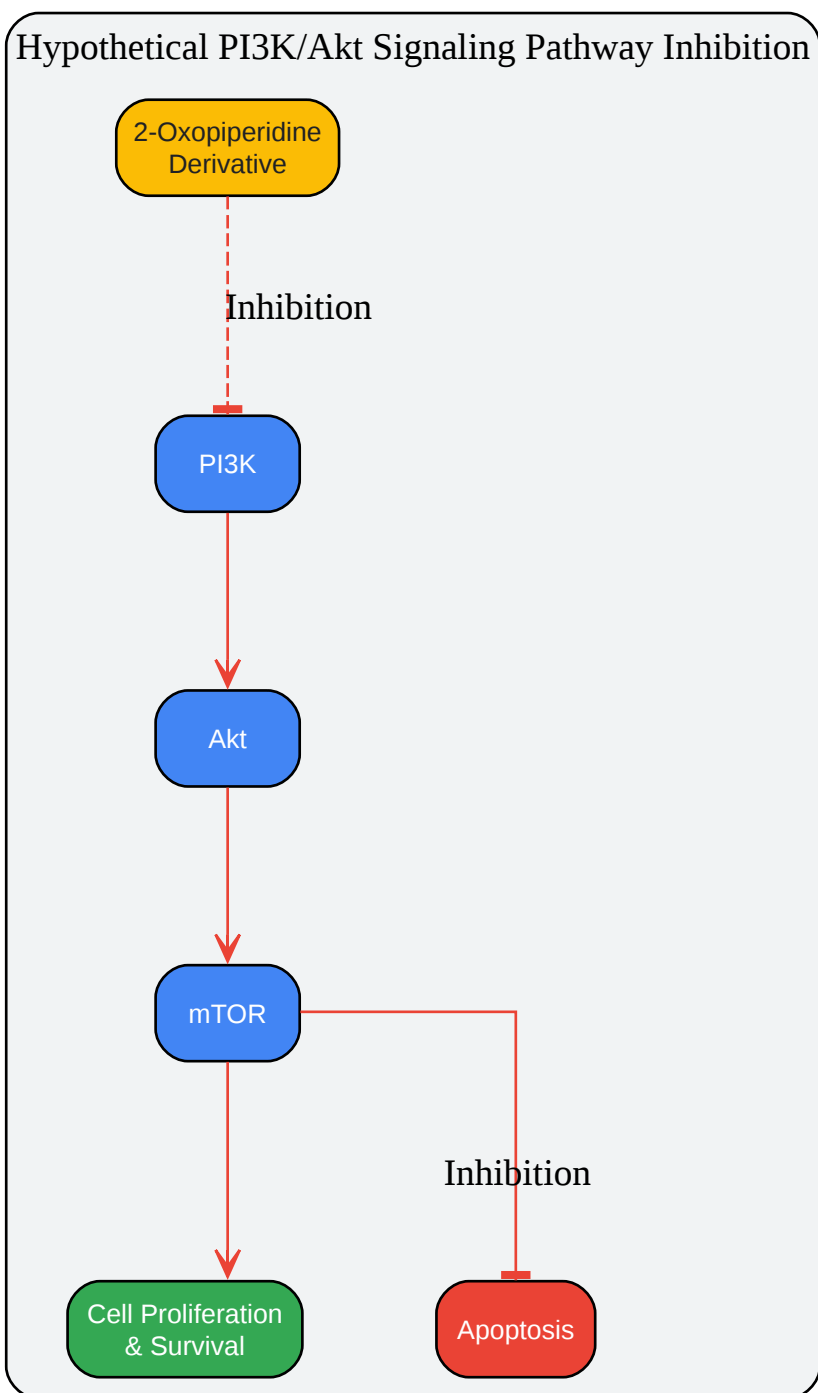 Hypothetical PI3K/Akt Signaling Pathway Inhibition
2-Oxopiperidine
Derivative
Inhibition
PI3K
Akt
mTOR
Inhibition
Cell Proliferation
& Survival
Apoptosis